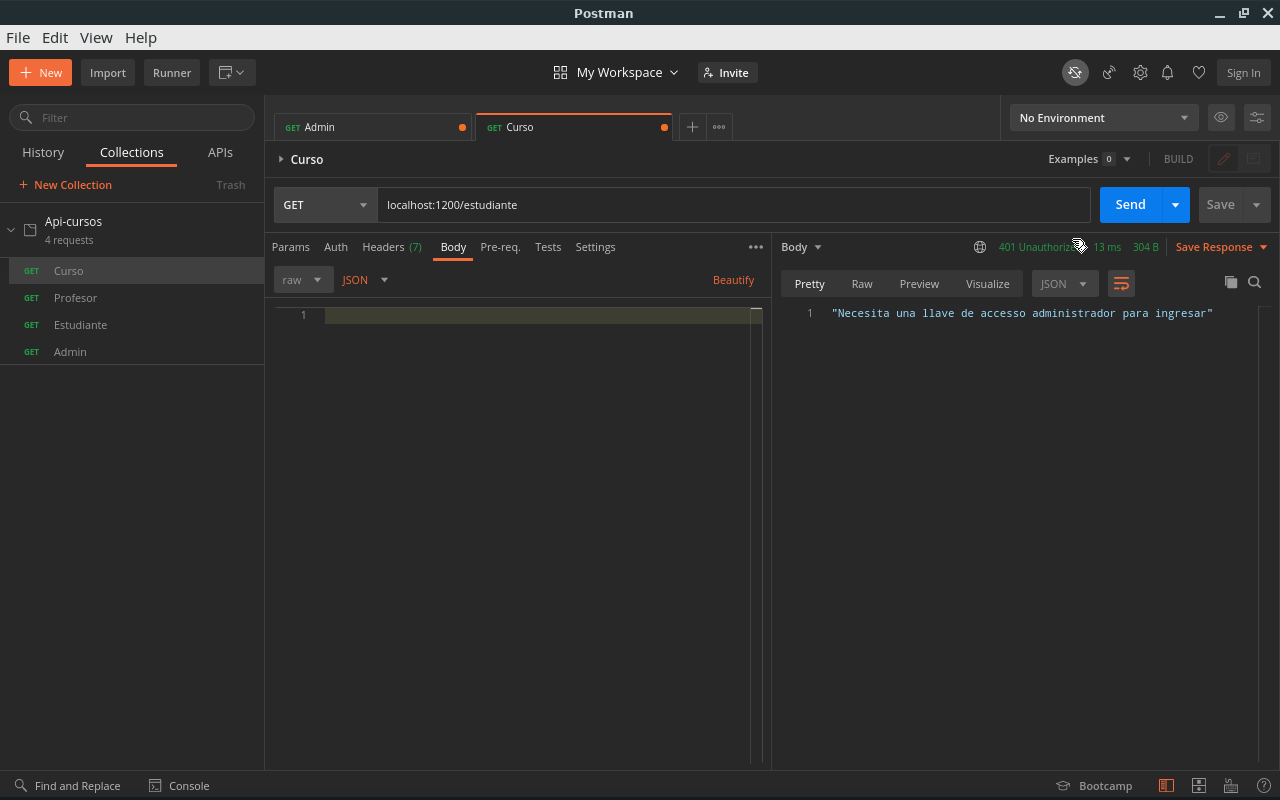 Postman
File Edit View Help
New Import Runner My Workspace Invite Sign In
Filter
History Collections APIs
New Collection Trash
Api-cursos
4 requests
GET Curso
GET Profesor
GET Estudiante
GET Admin
GET Admin GET Curso No Environment
Curso Examples 0 BUILD
GET localhost:1200/estudiante Send Save
Params Auth Headers (7) Body Pre-req. Tests Settings
raw JSON Beautify
1
Body 401 13 ms 304 B Save Response
Pretty Raw Preview Visualize JSON
1 "Necesita una llave de accesso administrador para ingresar"
Find and Replace Console Bootcamp